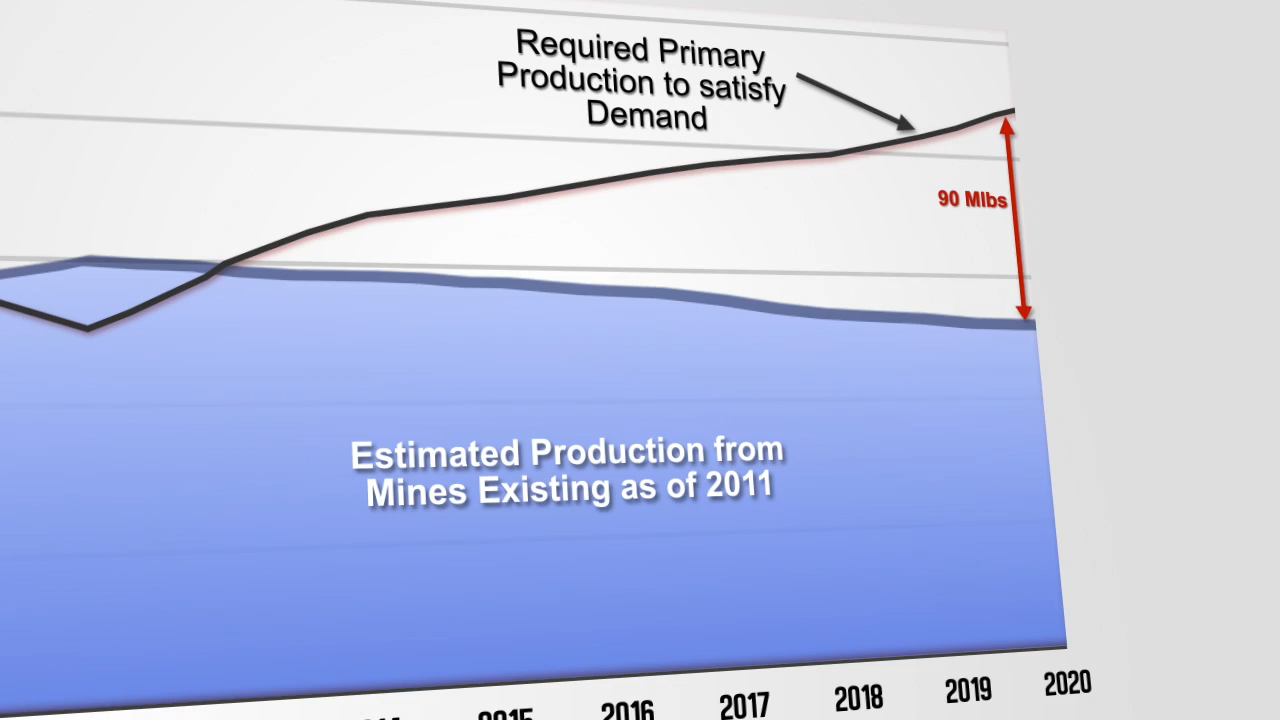 Required Primary
Production to satisfy
Demand
90 Mlbs
Estimated Production from
Mines Existing as of 2011
2015 2016 2017 2018 2019 2020